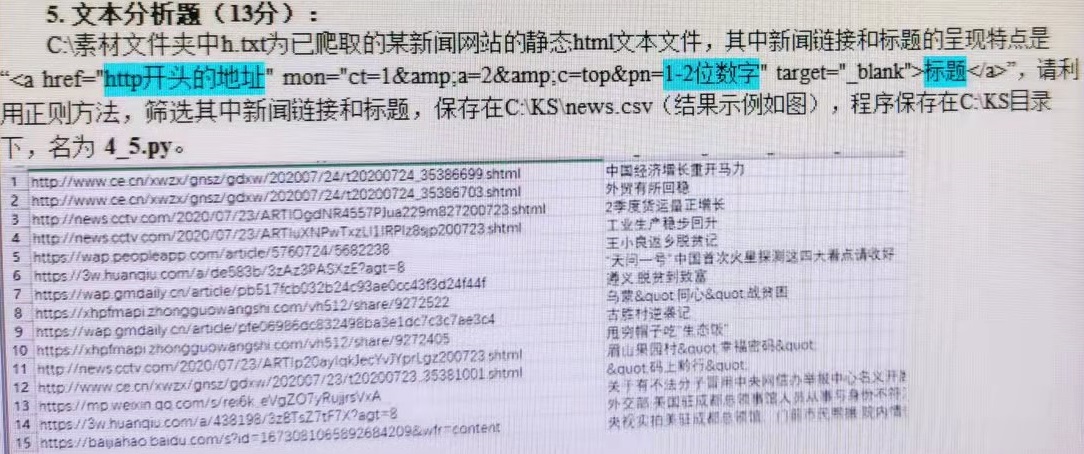 5. 文本分析题（13分）：
C:\素材文件夹中h.txt为已爬取的某新闻网站的静态html文本文件，其中新闻链接和标题的呈现特点是
“<a href="http开头的地址" mon="ct=1&amp;a=2&amp;c=top&pn=1-2位数字" target="_blank">标题</a>”，请利
用正则方法，筛选其中新闻链接和标题，保存在C:\KS\news.csv（结果示例如图），程序保存在C:\KS目录
下，名为 4_5.py。
1 http://www.ce.cn/xwzx/gnsz/gdxw/202007/24/t20200724_35386699.shtml 中国经济增长重开马力
2 http://www.ce.cn/xwzx/gnsz/gdxw/202007/24/t20200724_35386703.shtml 外贸有所回稳
3 http://news.cctv.com/2020/07/23/ARTIOgdNR4557PJua229m827200723.shtml 2季度货运量正增长
4 http://news.cctv.com/2020/07/23/ARTIuXNPwTxzLI1IRPIz8sjp200723.shtml 工业生产稳步回升
5 https://wap.peopleapp.com/article/5760724/5682238 王小良返乡脱贫记
6 https://3w.huanqiu.com/a/de583b/3zAz3PASXzE?agt=8 "天问一号"中国首次火星探测这四大看点请收好
7 https://wap.gmdaily.cn/article/pb517fcb032b24c93ae0cc43f3d24f44f 遵义:脱贫到致富
8 https://xhpfmapi.zhongguowangshi.com/vh512/share/9272522 乌蒙&quot;同心&quot;战贫困
9 https://wap.gmdaily.cn/article/pfe06986dc832498ba3e1dc7c3c7ae3c4 古胜村逆袭记
10 https://xhpfmapi.zhongguowangshi.com/vh512/share/9272405 甩穷帽子吃"生态饭"
11 http://news.cctv.com/2020/07/23/ARTIp20ayIqkJecYvJYprLgz200723.shtml 眉山果园村&quot;幸福密码&quot;
12 http://www.ce.cn/xwzx/gnsz/gdxw/202007/23/t20200723_35381001.shtml &quot;码上黔行&quot;
13 https://mp.weixin.qq.com/s/rei6k_eVgZO7yRujjrsVxA 关于有不法分子冒用中央网信办举报中心名义开
14 https://3w.huanqiu.com/a/438198/3z8TsZ7tF7X?agt=8 外交部:美国驻成都总领事馆人员从事与身份不符
15 https://baijiahao.baidu.com/s?id=1673081065892684209&wfr=content 央视实拍美驻成都总领馆 门前市民 院内情